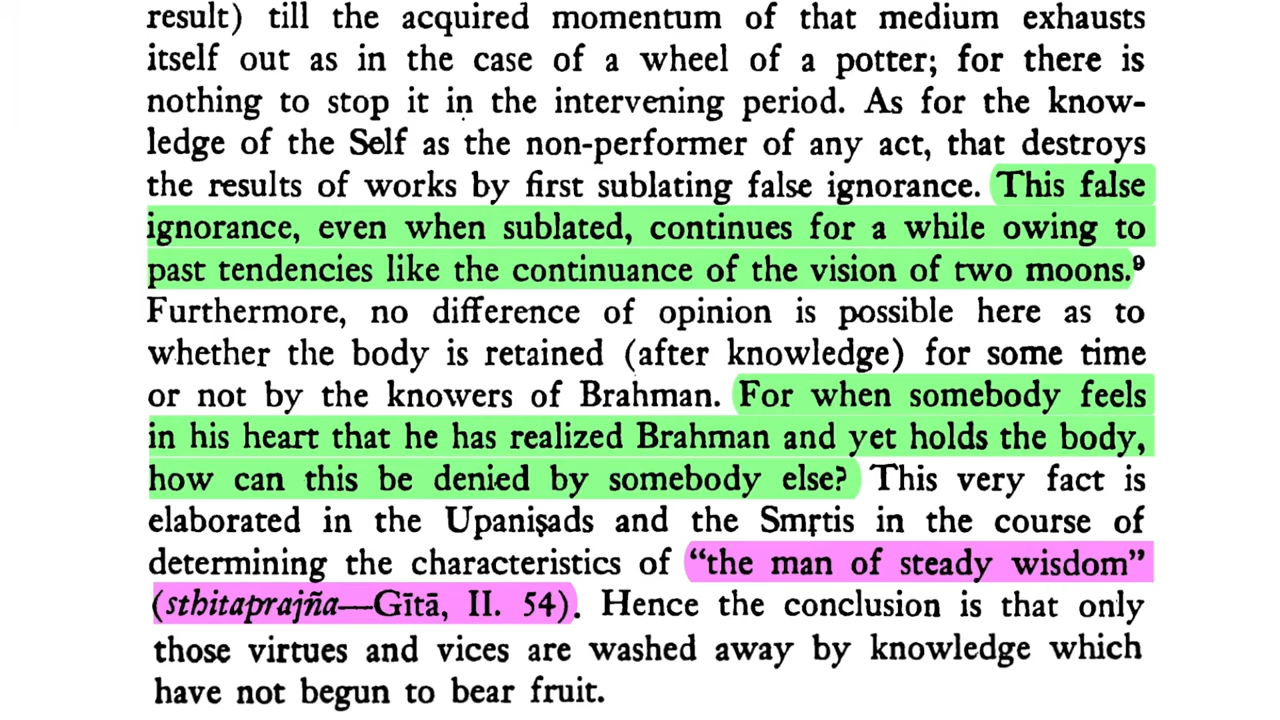 result) till the acquired momentum of that medium exhausts
itself out as in the case of a wheel of a potter; for there is
nothing to stop it in the intervening period. As for the know-
ledge of the Self as the non-performer of any act, that destroys
the results of works by first sublating false ignorance. This false
ignorance, even when sublated, continues for a while owing to
past tendencies like the continuance of the vision of two moons.⁹
Furthermore, no difference of opinion is possible here as to
whether the body is retained (after knowledge) for some time
or not by the knowers of Brahman. For when somebody feels
in his heart that he has realized Brahman and yet holds the body,
how can this be denied by somebody else? This very fact is
elaborated in the Upaniṣads and the Smṛtis in the course of
determining the characteristics of “the man of steady wisdom”
(sthitaprajña—Gītā, II. 54). Hence the conclusion is that only
those virtues and vices are washed away by knowledge which
have not begun to bear fruit.